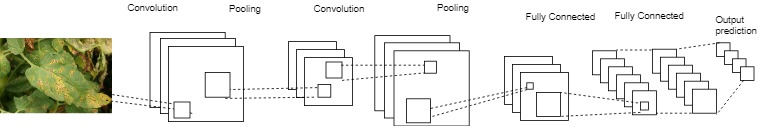 Convolution
Pooling
Convolution
Pooling
Fully Connected
Fully Connected
Output
prediction